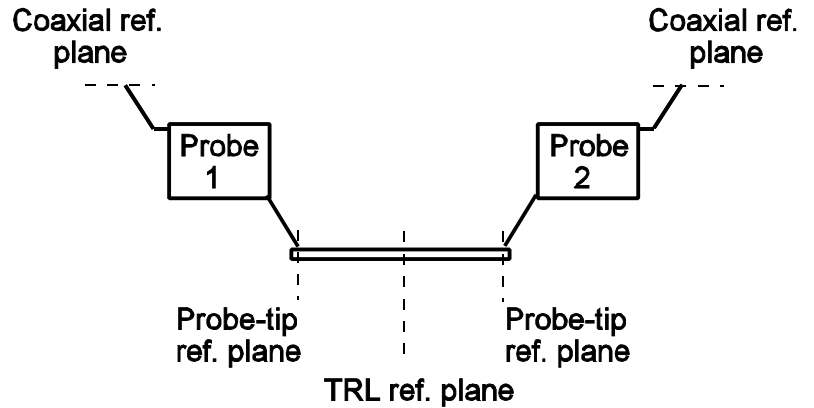 Coaxial ref.
plane
Coaxial ref.
plane
Probe
1
Probe
2
Probe-tip
ref. plane
Probe-tip
ref. plane
TRL ref. plane